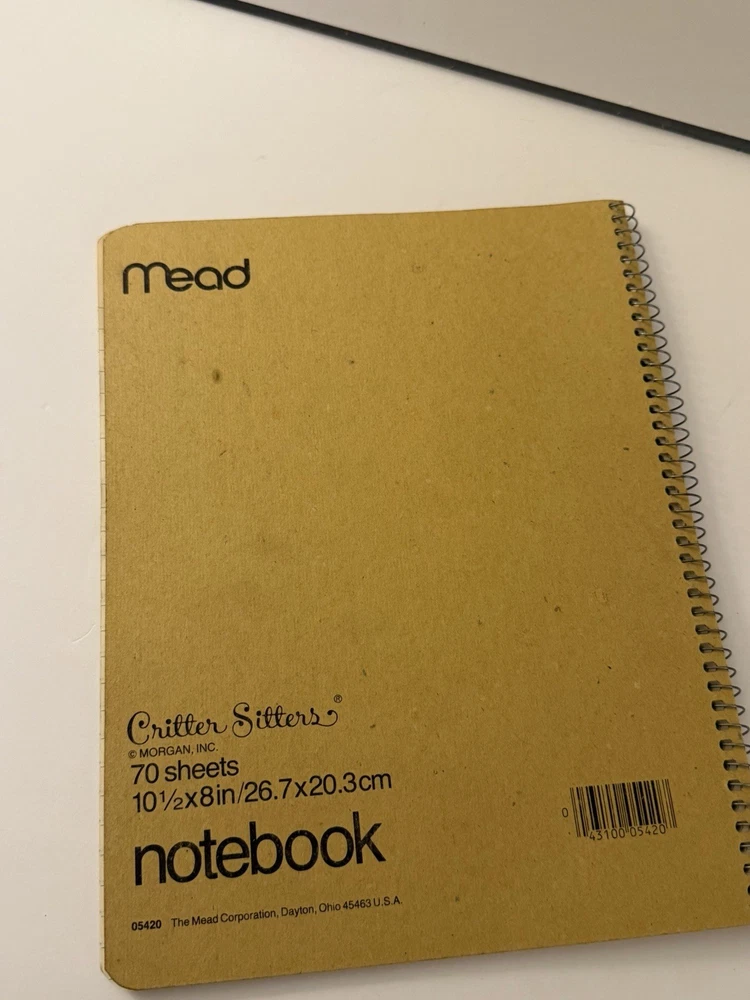 mead
Critter Sitters®
© MORGAN, INC.
70 sheets
10½x8in/26.7x20.3cm
notebook
0 43100 05420
05420 The Mead Corporation, Dayton, Ohio 45463 U.S.A.